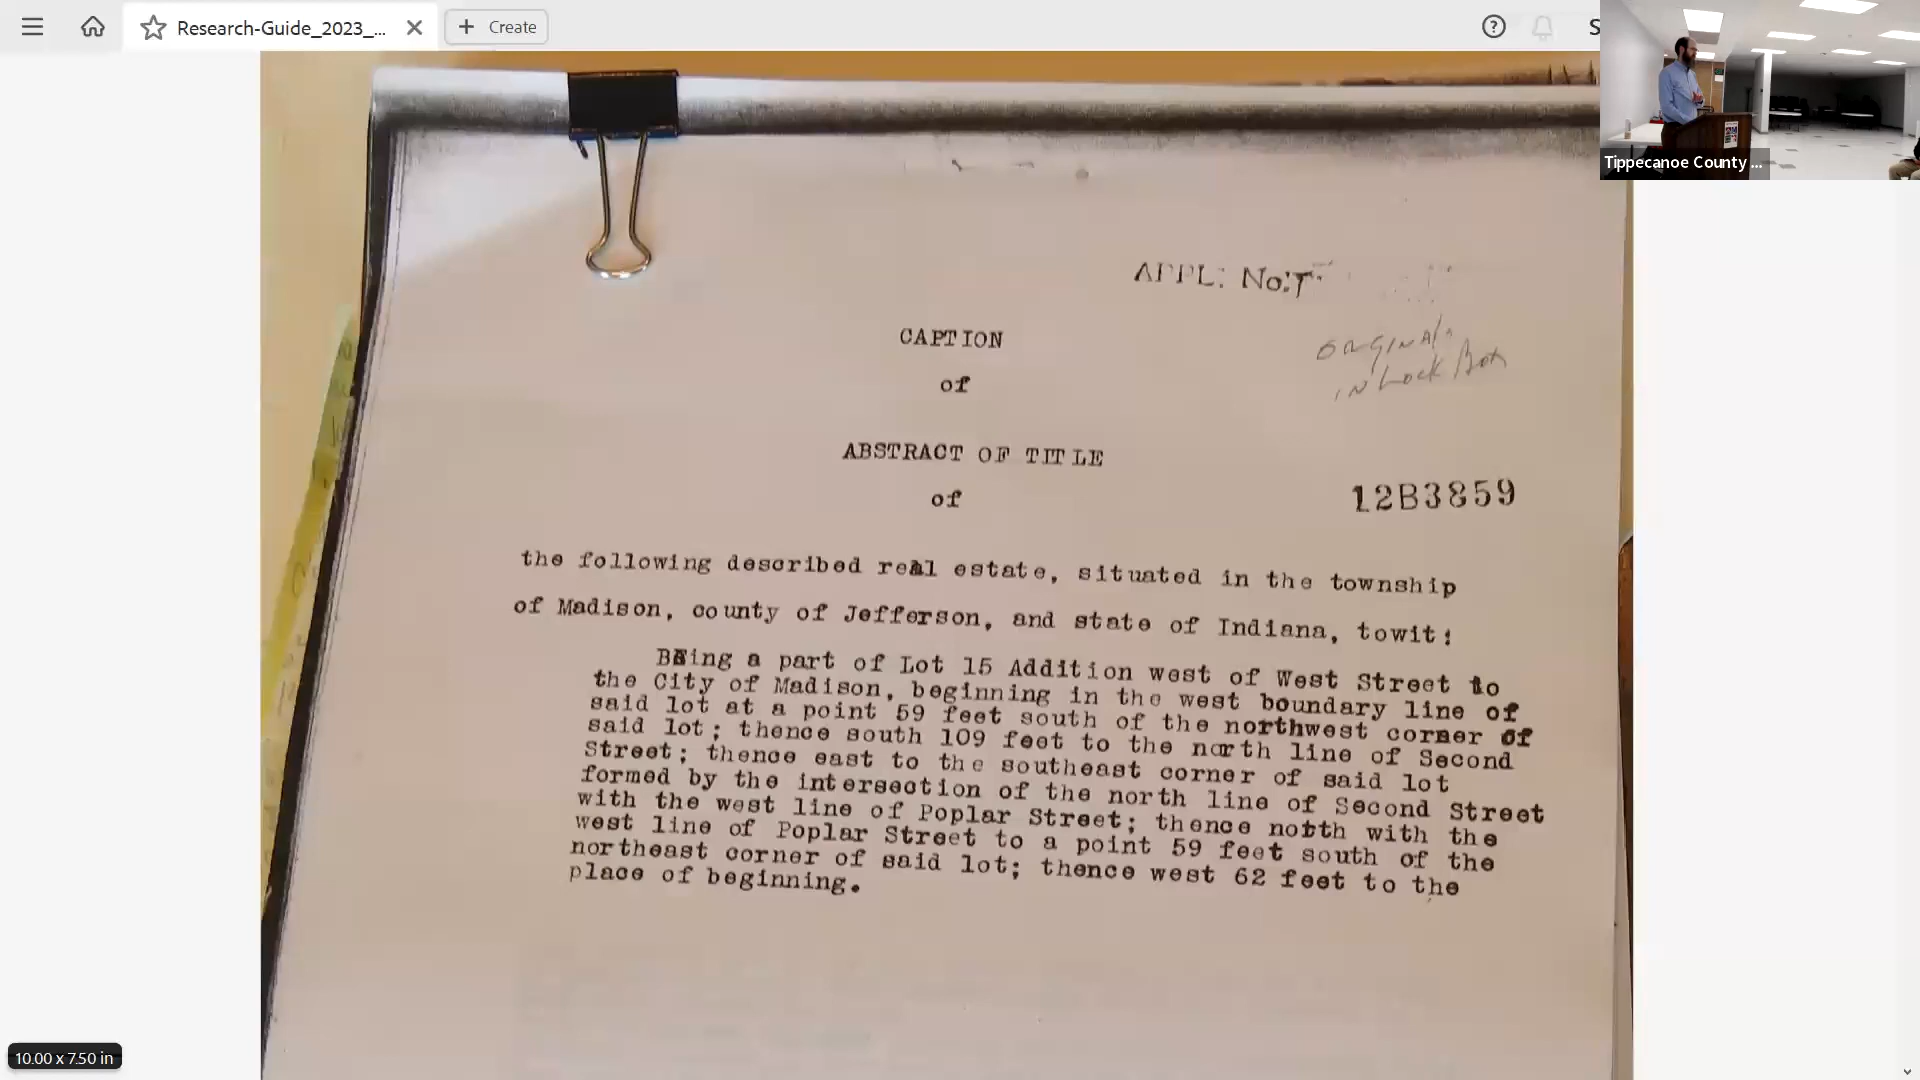 Research-Guide_2023_...
Create
S
Tippecanoe County ...
APPL. No:T
ORGINAL
IN Lock Box
CAPTION
of
ABSTRACT OF TITLE
of
12B3859
the following described real estate, situated in the township
of Madison, county of Jefferson, and state of Indiana, towit:
Being a part of Lot 15 Addition west of West Street to
the City of Madison, beginning in the west boundary line of
said lot at a point 59 feet south of the northwest corner of
said lot; thence south 109 feet to the north line of Second
Street; thence east to the southeast corner of said lot
formed by the intersection of the north line of Second Street
with the west line of Poplar Street; thence north with the
west line of Poplar Street to a point 59 feet south of the
northeast corner of said lot; thence west 62 feet to the
place of beginning.
10.00 x 7.50 in